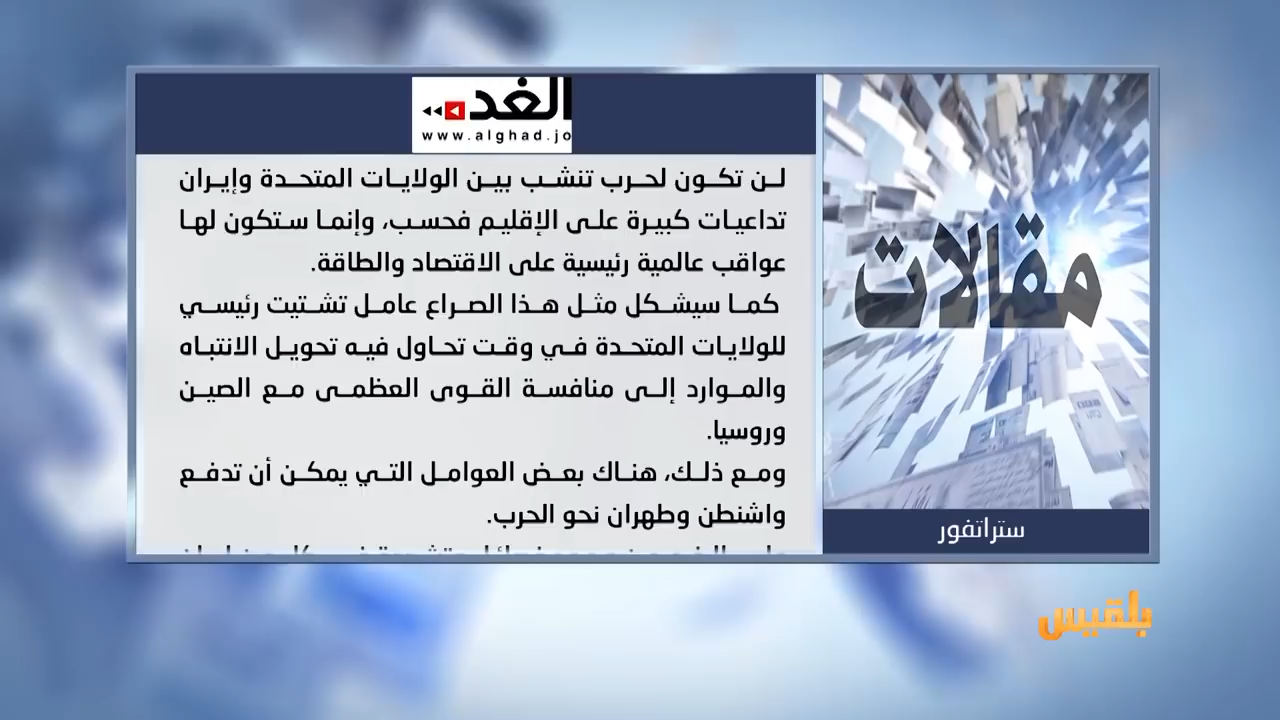 الغد
www.alghad.jo
لن تكون لحرب تنشب بين الولايات المتحدة وإيران
تداعيات كبيرة على الإقليم فحسب، وإنما ستكون لها
عواقب عالمية رئيسية على الاقتصاد والطاقة.
كما سيشكل مثل هذا الصراع عامل تشتيت رئيسي
للولايات المتحدة في وقت تحاول فيه تحويل الانتباه
والموارد إلى منافسة القوى العظمى مع الصين
وروسيا.
ومع ذلك، هناك بعض العوامل التي يمكن أن تدفع
واشنطن وطهران نحو الحرب.
مقالات
ستراتفور
بلقيس